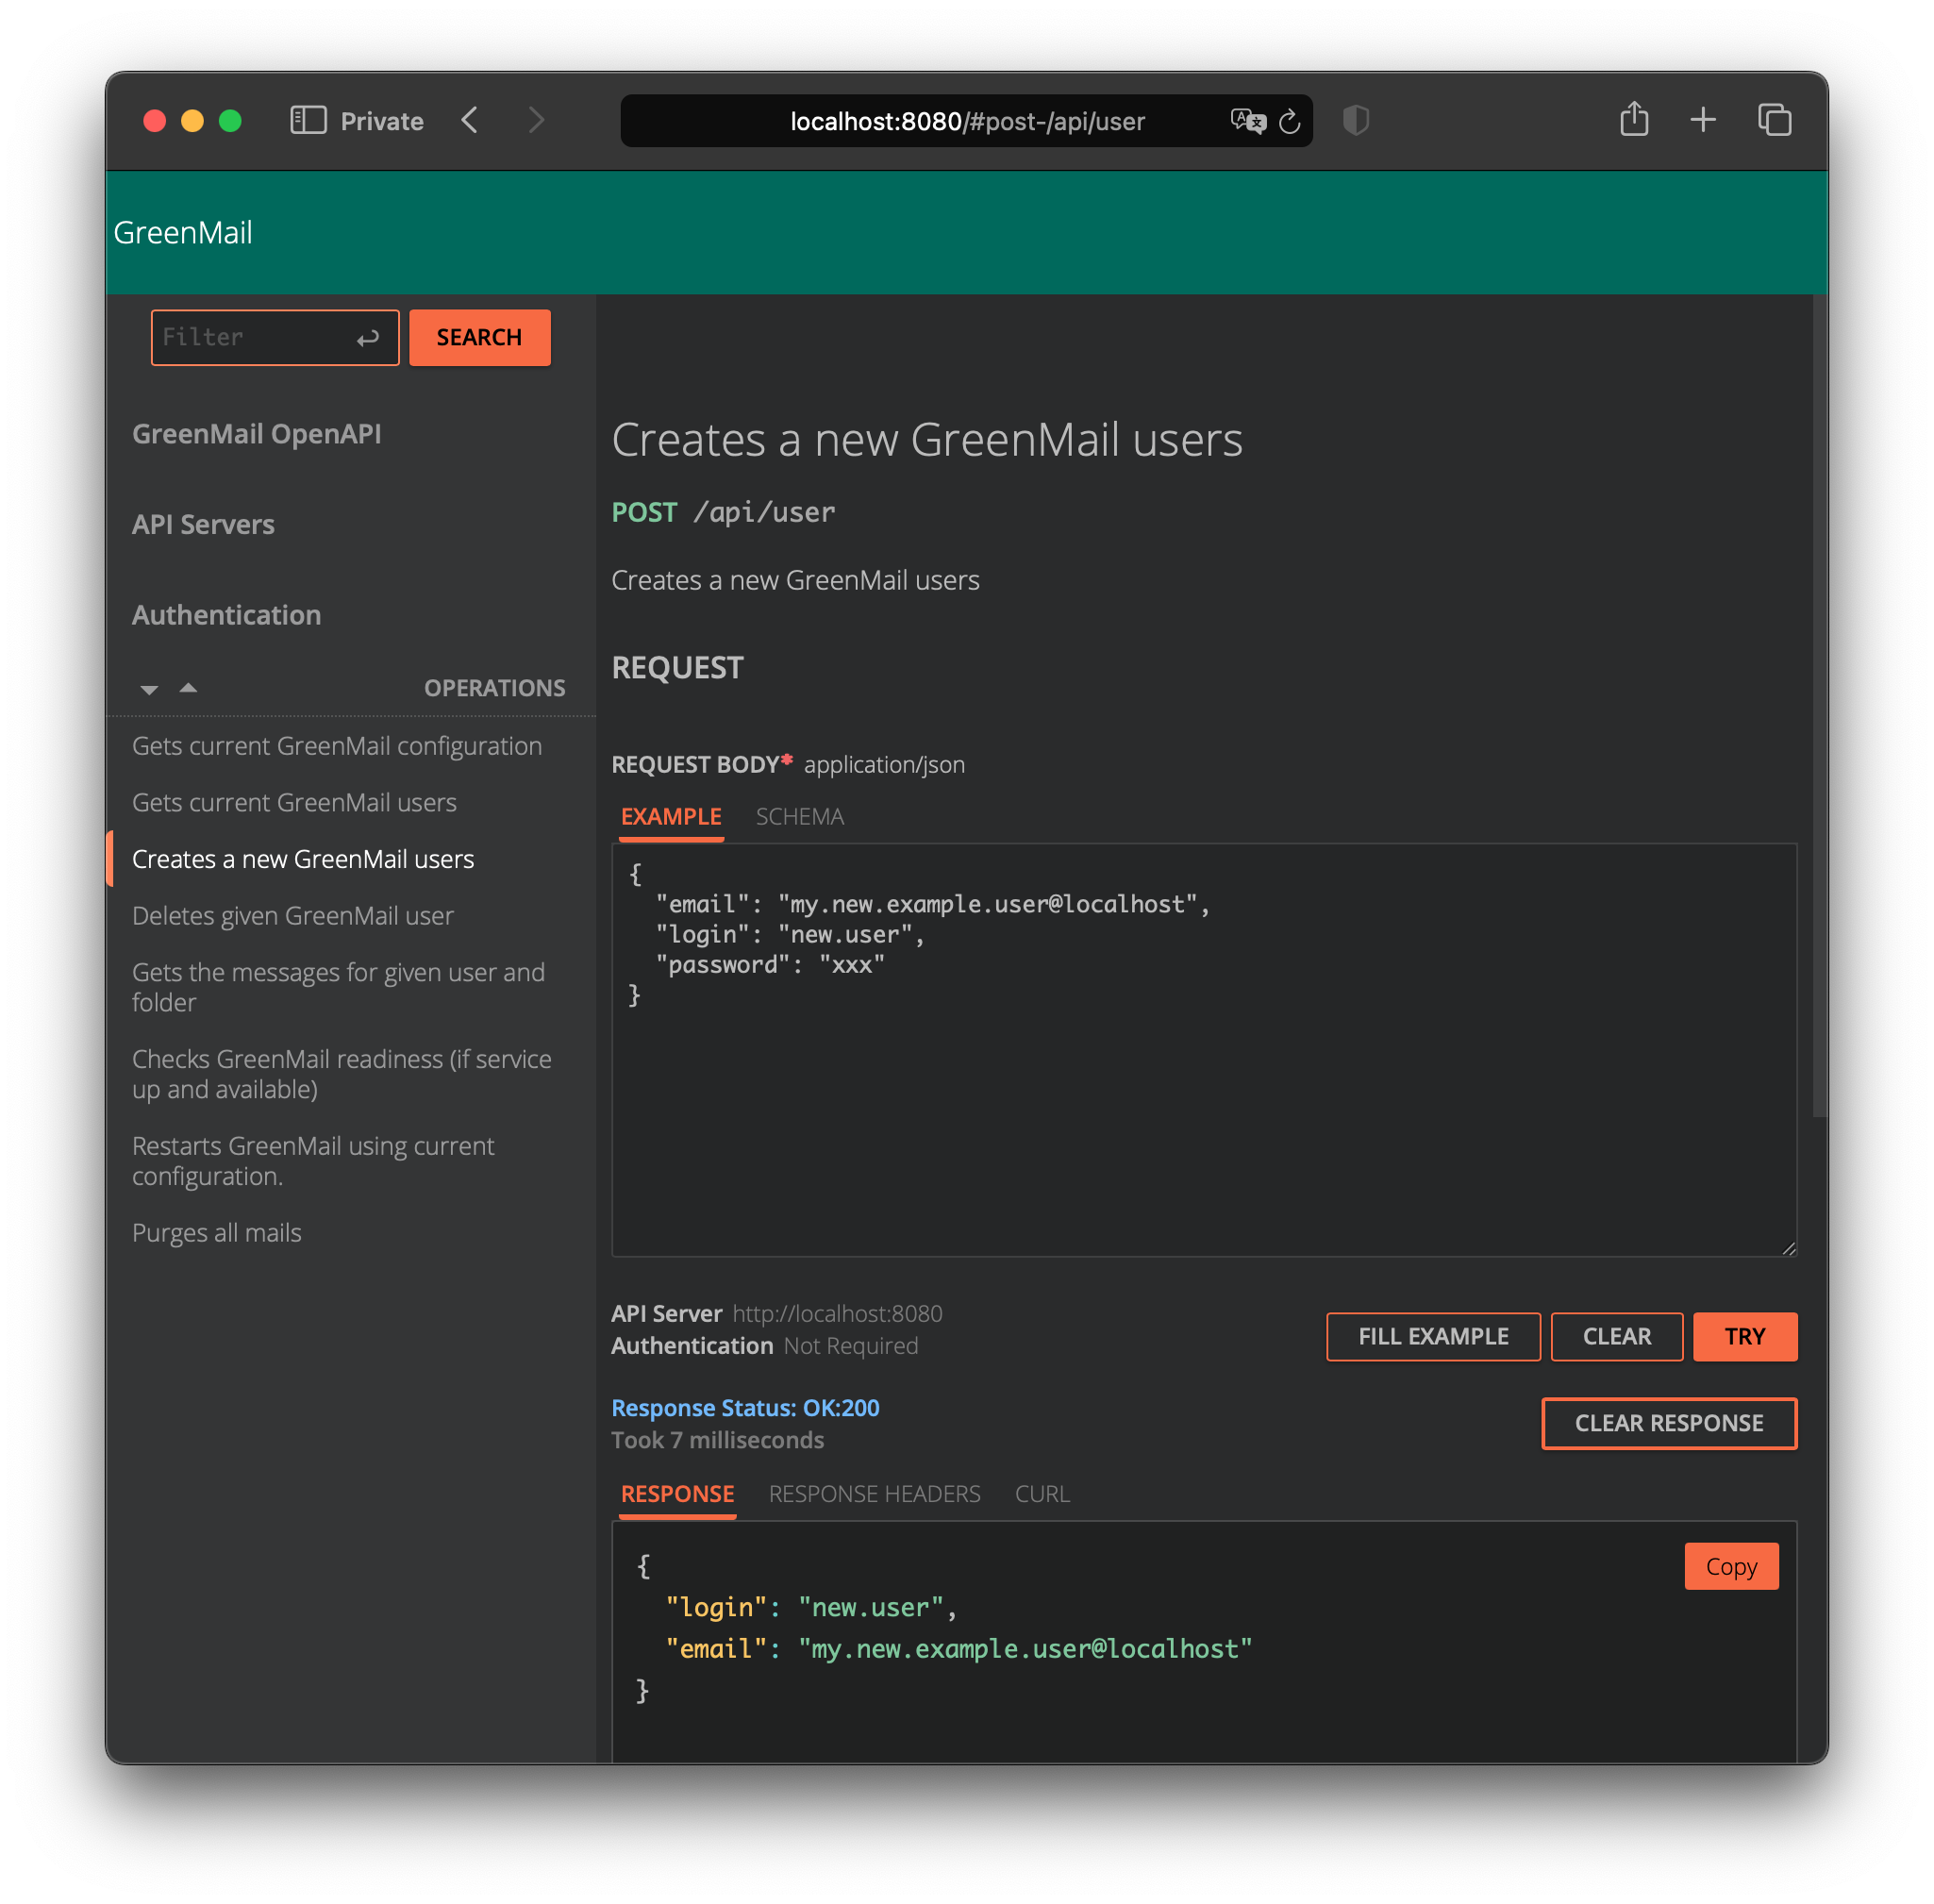 Private
localhost:8080/#post-/api/user
GreenMail
Filter
SEARCH
GreenMail OpenAPI
API Servers
Authentication
OPERATIONS
Gets current GreenMail configuration
Gets current GreenMail users
Creates a new GreenMail users
Deletes given GreenMail user
Gets the messages for given user and
folder
Checks GreenMail readiness (if service
up and available)
Restarts GreenMail using current
configuration.
Purges all mails
Creates a new GreenMail users
POST /api/user
Creates a new GreenMail users
REQUEST
REQUEST BODY* application/json
EXAMPLE SCHEMA
{
  "email": "my.new.example.user@localhost",
  "login": "new.user",
  "password": "xxx"
}
API Server http://localhost:8080
Authentication Not Required
FILL EXAMPLE CLEAR TRY
Response Status: OK:200
Took 7 milliseconds
CLEAR RESPONSE
RESPONSE RESPONSE HEADERS CURL
Copy
{
  "login": "new.user",
  "email": "my.new.example.user@localhost"
}